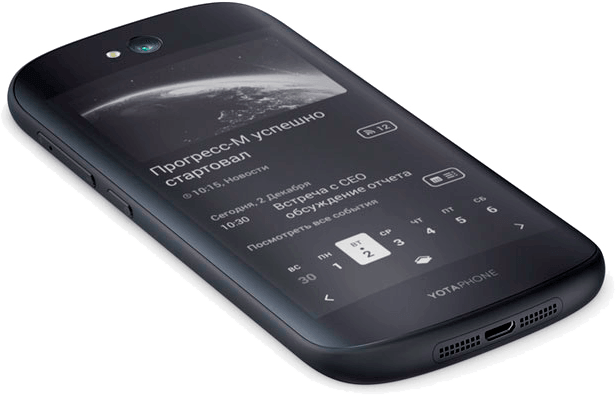 Прогресс-М успешно
стартовал
10:15, Новости
12
Сегодня, 2 Декабря
10:30 Встреча с CEO
обсуждение отчета
Посмотреть все события
ВС ПН ВТ СР ЧТ ПТ СБ
30 1 2 3 4 5 6
YOTAPHONE